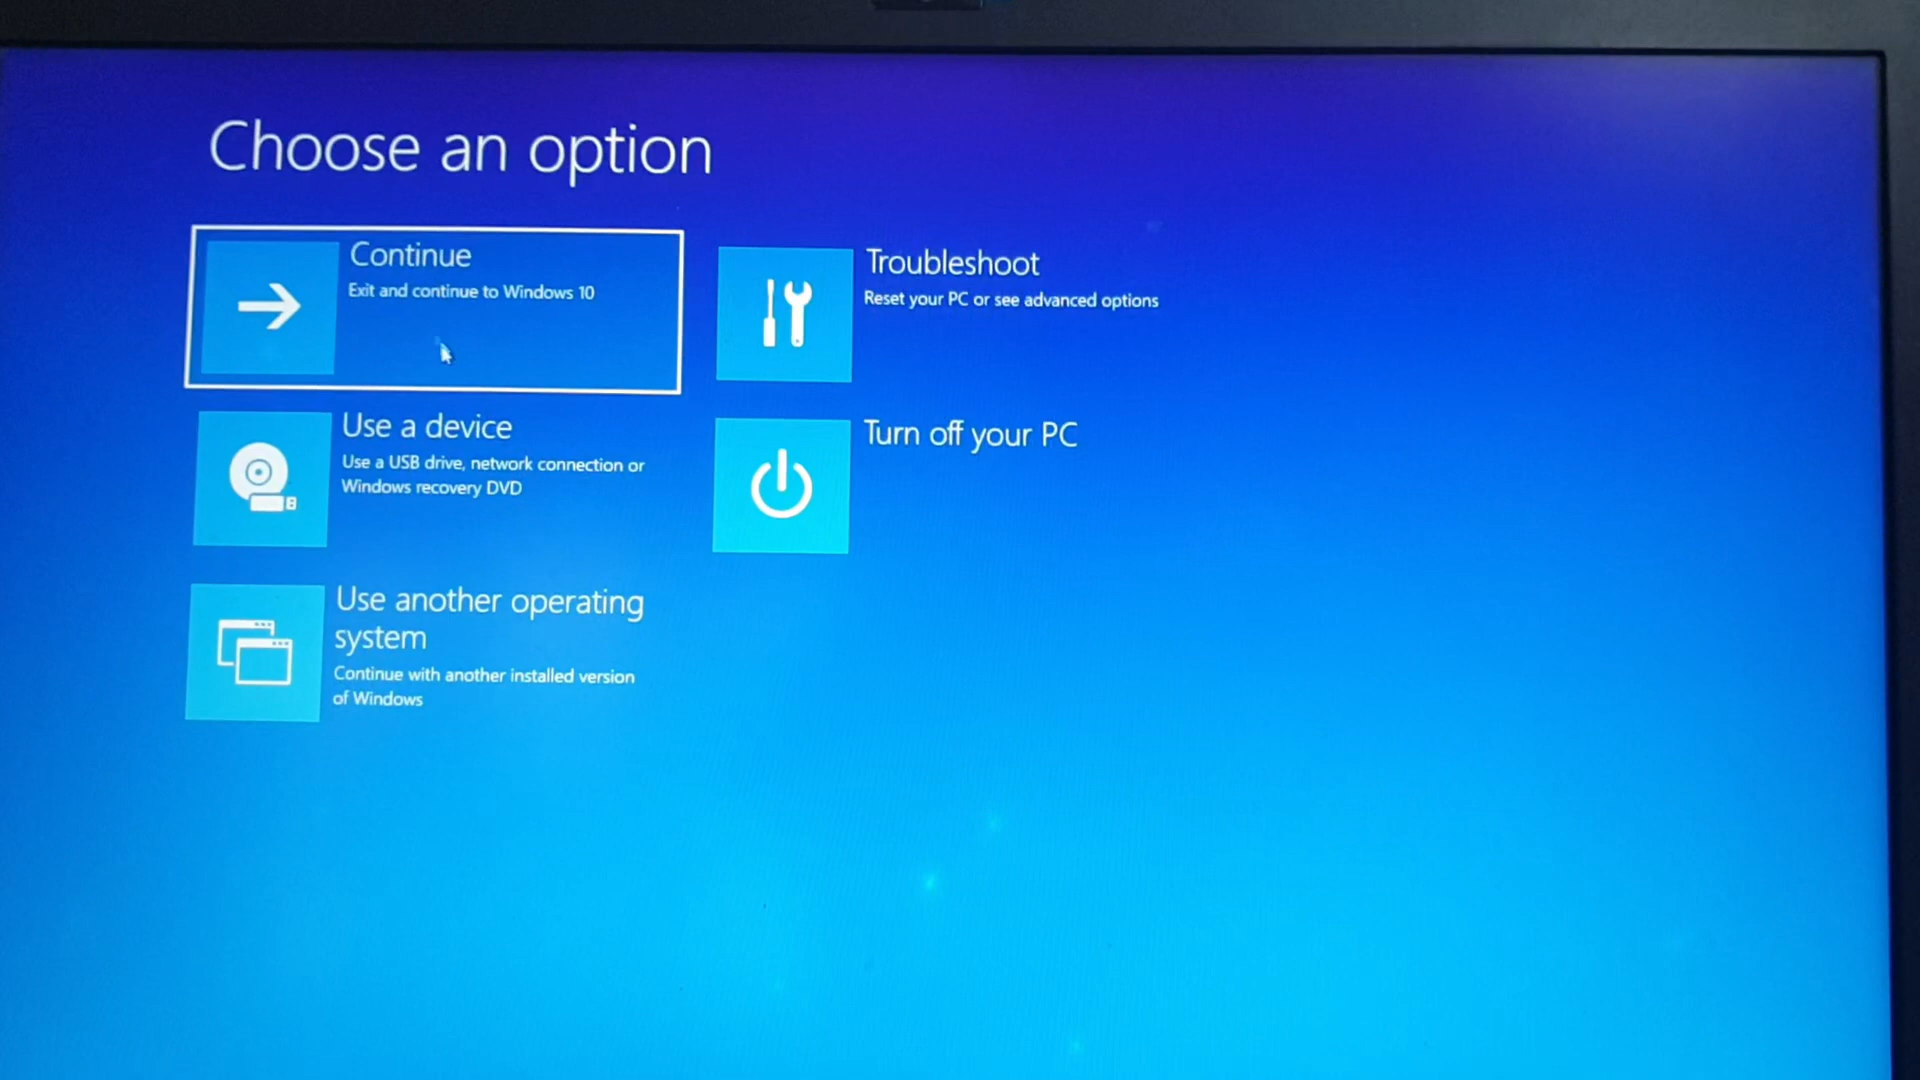 Choose an option
Continue
Exit and continue to Windows 10
Troubleshoot
Reset your PC or see advanced options
Use a device
Use a USB drive, network connection or
Windows recovery DVD
Turn off your PC
Use another operating
system
Continue with another installed version
of Windows